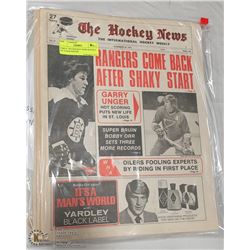 27
The Hockey News
THE INTERNATIONAL HOCKEY WEEKLY
RANGERS COME BACK
AFTER SHAKY START
GARRY
UNGER
HOT SCORING
PUTS NEW LIFE
IN ST. LOUIS
SUPER BRUIN
BOBBY ORR
SETS THREE
MORE RECORDS
OILERS FOOLING EXPERTS
BY RIDING IN FIRST PLACE
IT'S A
MAN'S WORLD
YARDLEY
BLACK LABEL